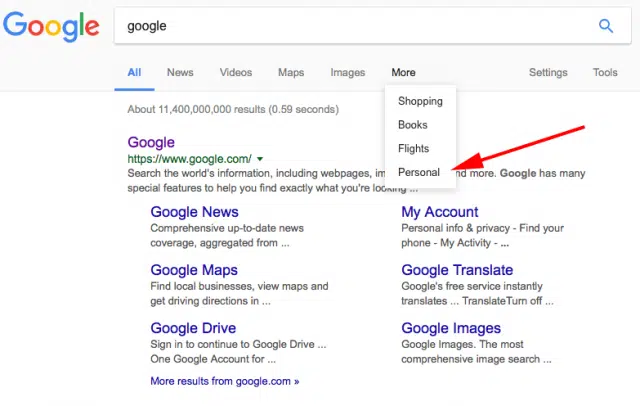 Google
google
All News Videos Maps Images More Settings Tools
Shopping
Books
Flights
Personal
About 11,400,000,000 results (0.59 seconds)
Google
https://www.google.com/
Search the world's information, including webpages, im nd more. Google has many
special features to help you find exactly what you're looking ...
Google News
Comprehensive up-to-date news
coverage, aggregated from ...
My Account
Personal info & privacy - Find your
phone - My Activity - ...
Google Maps
Find local businesses, view maps and
get driving directions in ...
Google Translate
Google's free service instantly
translates ... TranslateTurn off ...
Google Drive
Sign in to continue to Google Drive ...
One Google Account for ...
Google Images
Google Images. The most
comprehensive image search ...
More results from google.com »